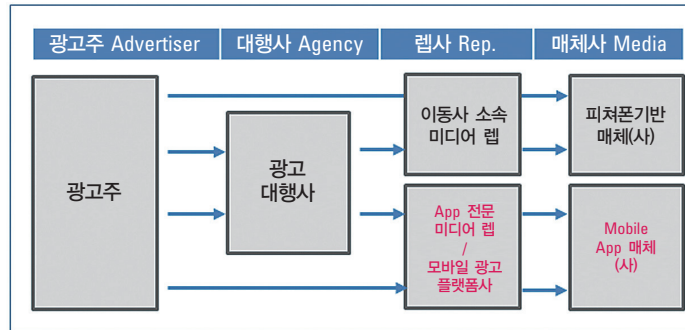 광고주 Advertiser
대행사 Agency
렙사 Rep.
매체사 Media
광고주
광고
대행사
이동사 소속
미디어 렙
피쳐폰기반
매체(사)
App 전문
미디어 렙
/
모바일 광고
플랫폼사
Mobile
App 매체
(사)